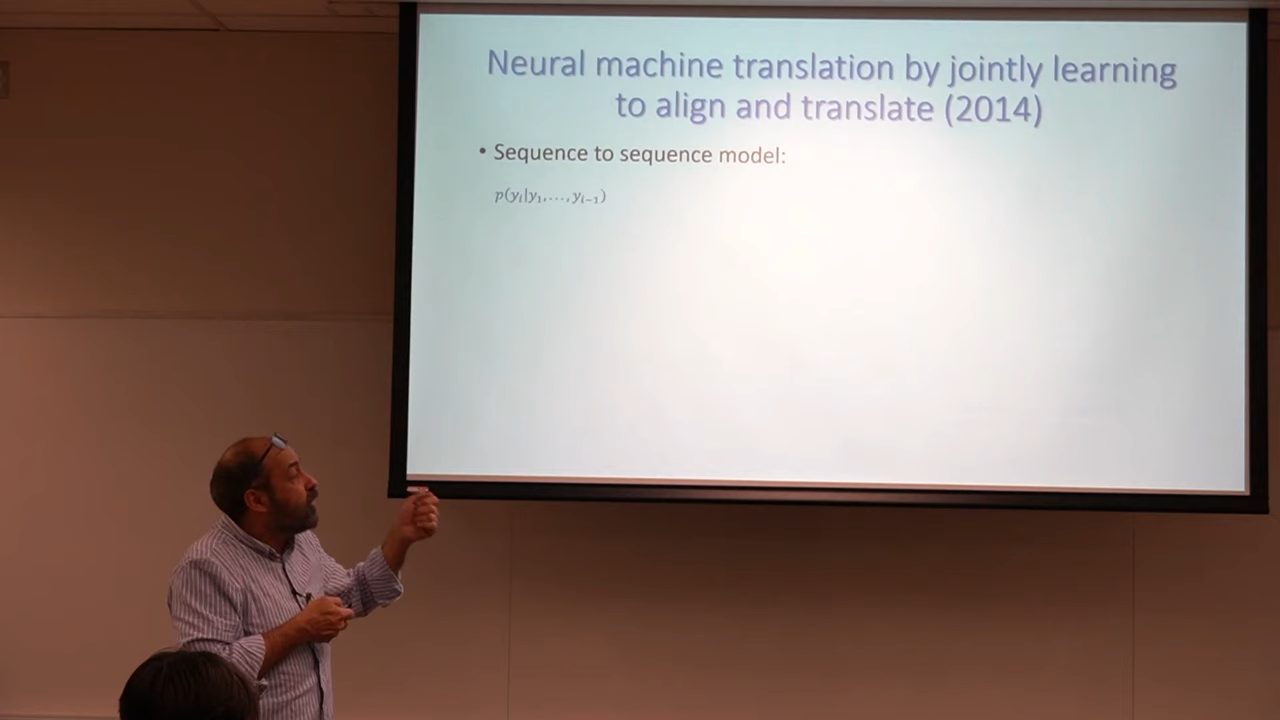 Neural machine translation by jointly learning
to align and translate (2014)
• Sequence to sequence model:
p(yᵢ|y₁,...,yᵢ₋₁)